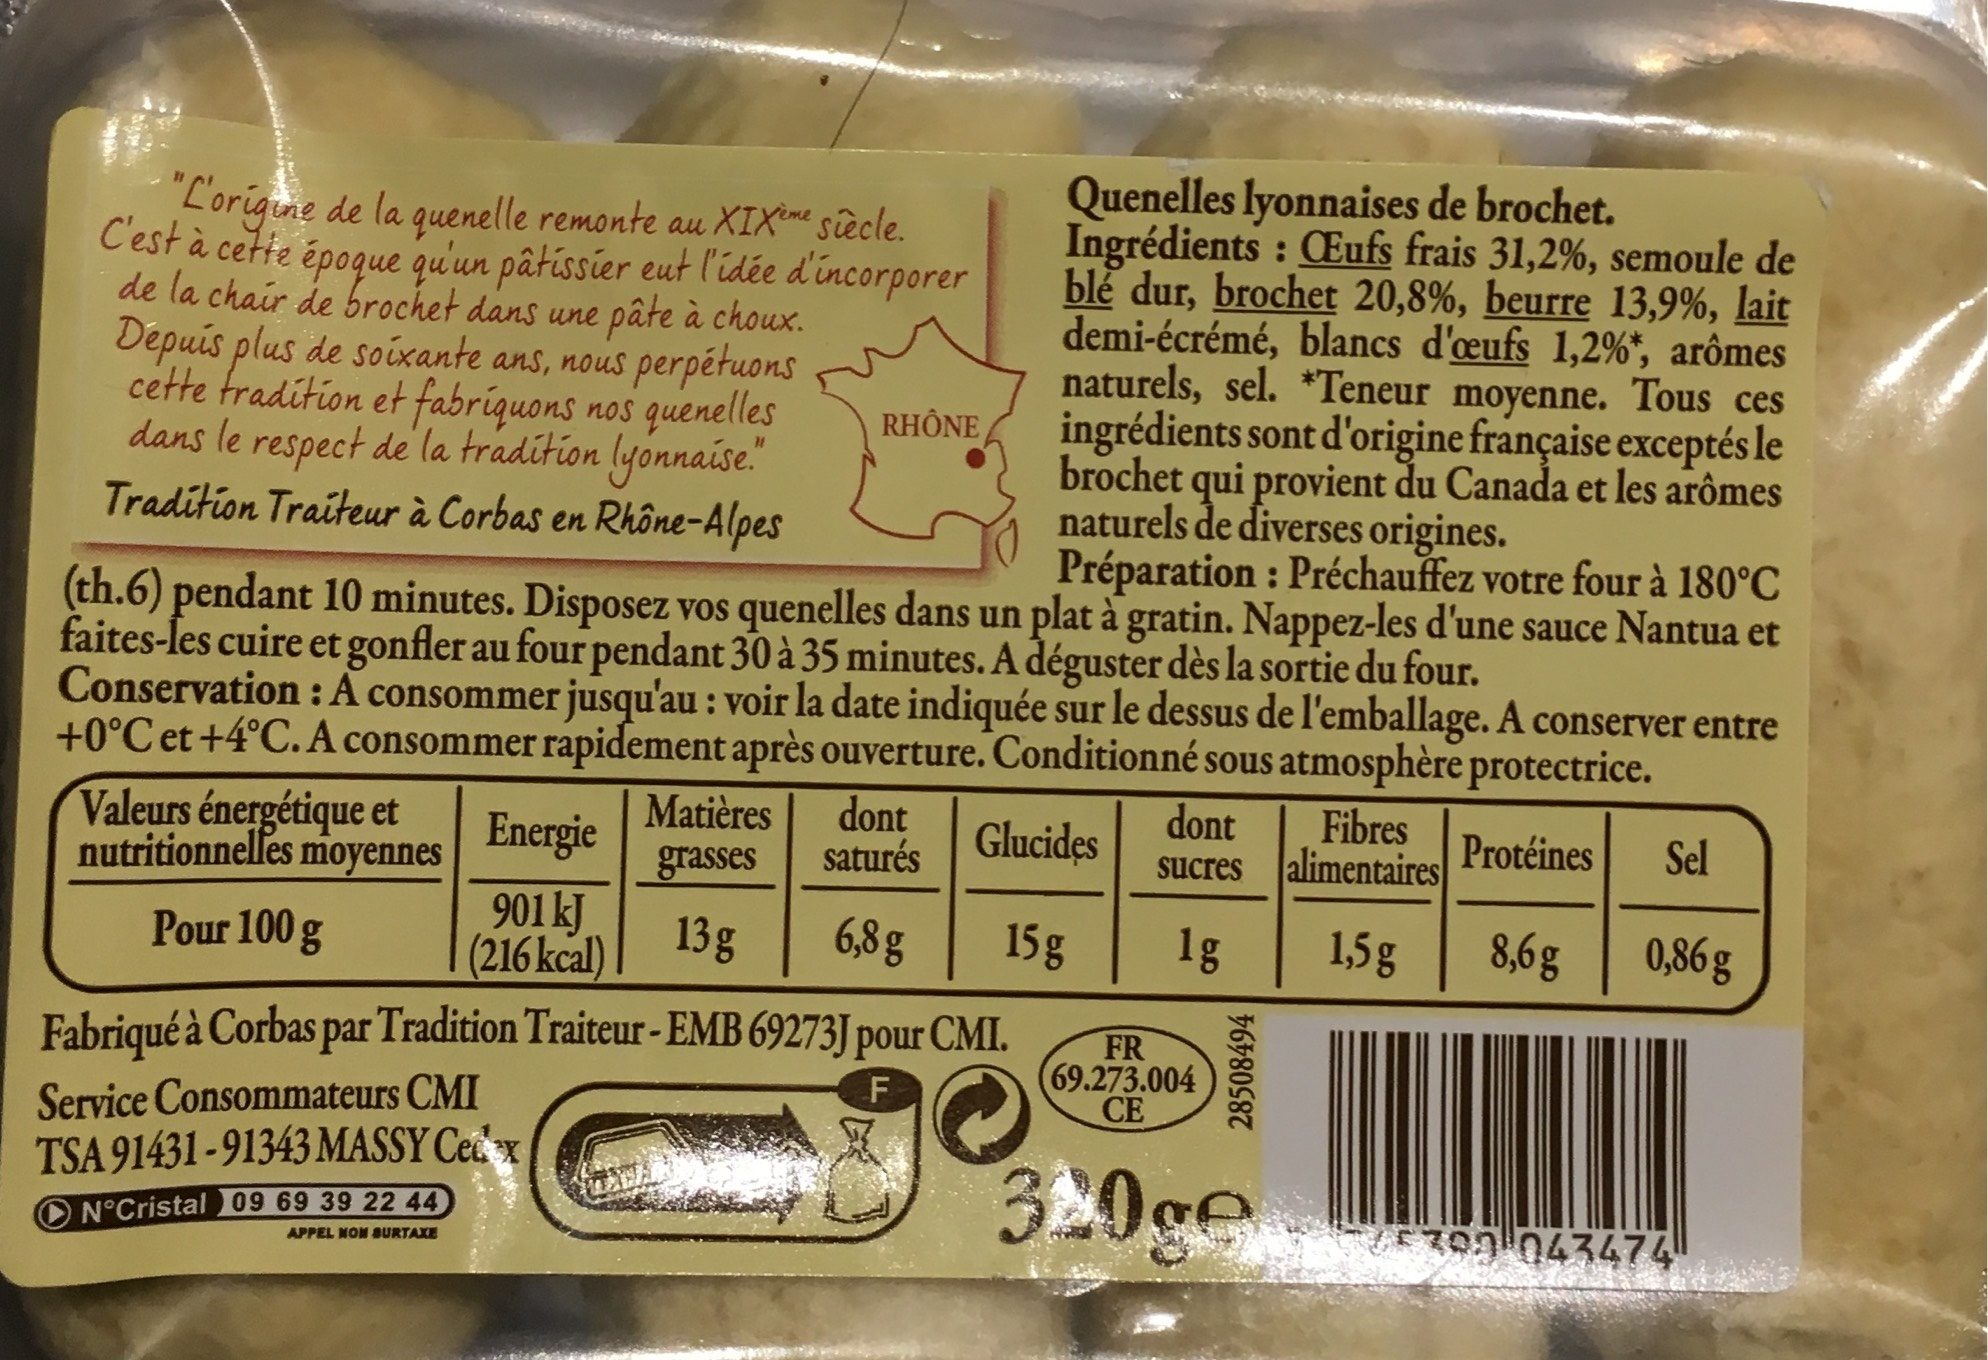 "L'origine de la quenelle remonte au XIXème siècle.
C'est à cette époque qu'un pâtissier eut l'idée d'incorporer
de la chair de brochet dans une pâte à choux.
Depuis plus de soixante ans, nous perpétuons
cette tradition et fabriquons nos quenelles
dans le respect de la tradition lyonnaise."
Tradition Traiteur à Corbas en Rhône-Alpes
RHÔNE
Quenelles lyonnaises de brochet.
Ingrédients : Œufs frais 31,2%, semoule de
blé dur, brochet 20,8%, beurre 13,9%, lait
demi-écrémé, blancs d'œufs 1,2%*, arômes
naturels, sel. *Teneur moyenne. Tous ces
ingrédients sont d'origine française exceptés le
brochet qui provient du Canada et les arômes
naturels de diverses origines.
Préparation : Préchauffez votre four à 180°C
(th.6) pendant 10 minutes. Disposez vos quenelles dans un plat à gratin. Nappez-les d'une sauce Nantua et
faites-les cuire et gonfler au four pendant 30 à 35 minutes. A déguster dès la sortie du four.
Conservation : A consommer jusqu'au : voir la date indiquée sur le dessus de l'emballage. A conserver entre
+0°C et +4°C. A consommer rapidement après ouverture. Conditionné sous atmosphère protectrice.
Valeurs énergétique et
nutritionnelles moyennes
Energie
Matières
grasses
dont
saturés
Glucides
dont
sucres
Fibres
alimentaires
Protéines
Sel
Pour 100 g
901 kJ
(216 kcal)
13 g
6,8 g
15 g
1 g
1,5 g
8,6 g
0,86 g
Fabriqué à Corbas par Tradition Traiteur - EMB 69273J pour CMI.
Service Consommateurs CMI
TSA 91431 - 91343 MASSY Cedex
N°Cristal 09 69 39 22 44
APPEL NON SURTAXE
F
FR
69.273.004
CE
28508494
320g e
043474